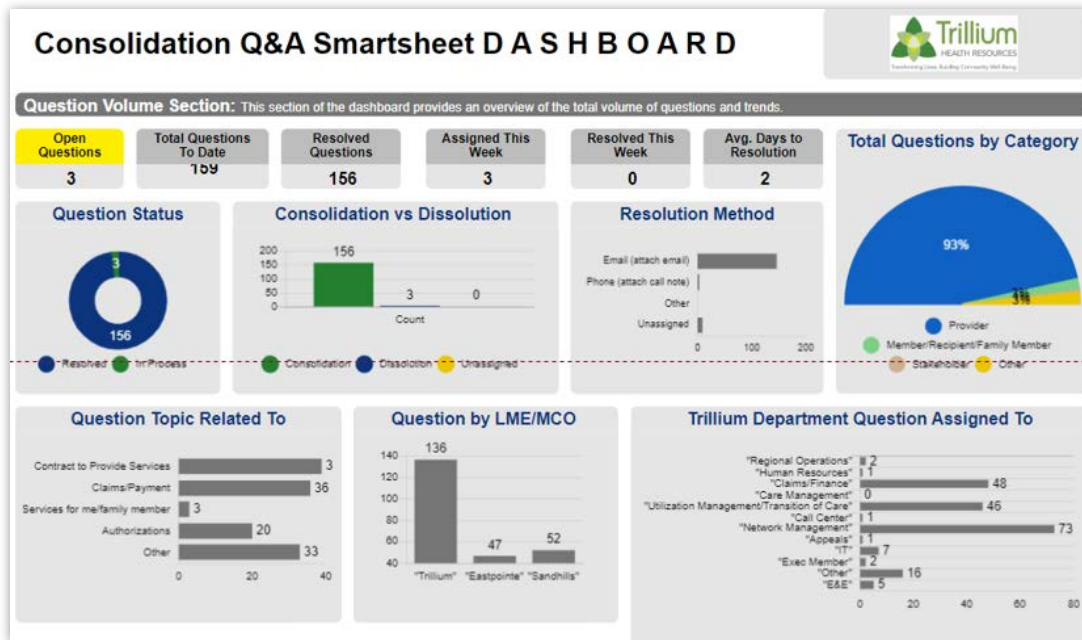 Consolidation Q&A Smartsheet D A S H B O A R D
Trillium
HEALTH RESOURCES
Transforming Lives. Building Community Well-Being.
Question Volume Section: This section of the dashboard provides an overview of the total volume of questions and trends.
Open Questions
3
Total Questions To Date
159
Resolved Questions
156
Assigned This Week
3
Resolved This Week
0
Avg. Days to Resolution
2
Total Questions by Category
93%
3%
Provider
Member/Recipient/Family Member
Stakeholder Other
Question Status
3
156
Resolved In Process
Consolidation vs Dissolution
200
150
100
50
0
156
3
0
Count
Consolidation Dissolution Unassigned
Resolution Method
Email (attach email)
Phone (attach call note)
Other
Unassigned
0 100 200
Question Topic Related To
Contract to Provide Services 3
Claims/Payment 36
Services for me/family member 3
Authorizations 20
Other 33
0 20 40
Question by LME/MCO
140
120
100
80
60
40
136
47
52
"Trillium" "Eastpointe" "Sandhills"
Trillium Department Question Assigned To
"Regional Operations" 2
"Human Resources" 1
"Claims/Finance" 48
"Care Management" 0
"Utilization Management/Transition of Care" 46
"Call Center" 1
"Network Management" 73
"Appeals" 1
"IT" 7
"Exec Member" 2
"Other" 16
"E&E" 5
0 20 40 60 80